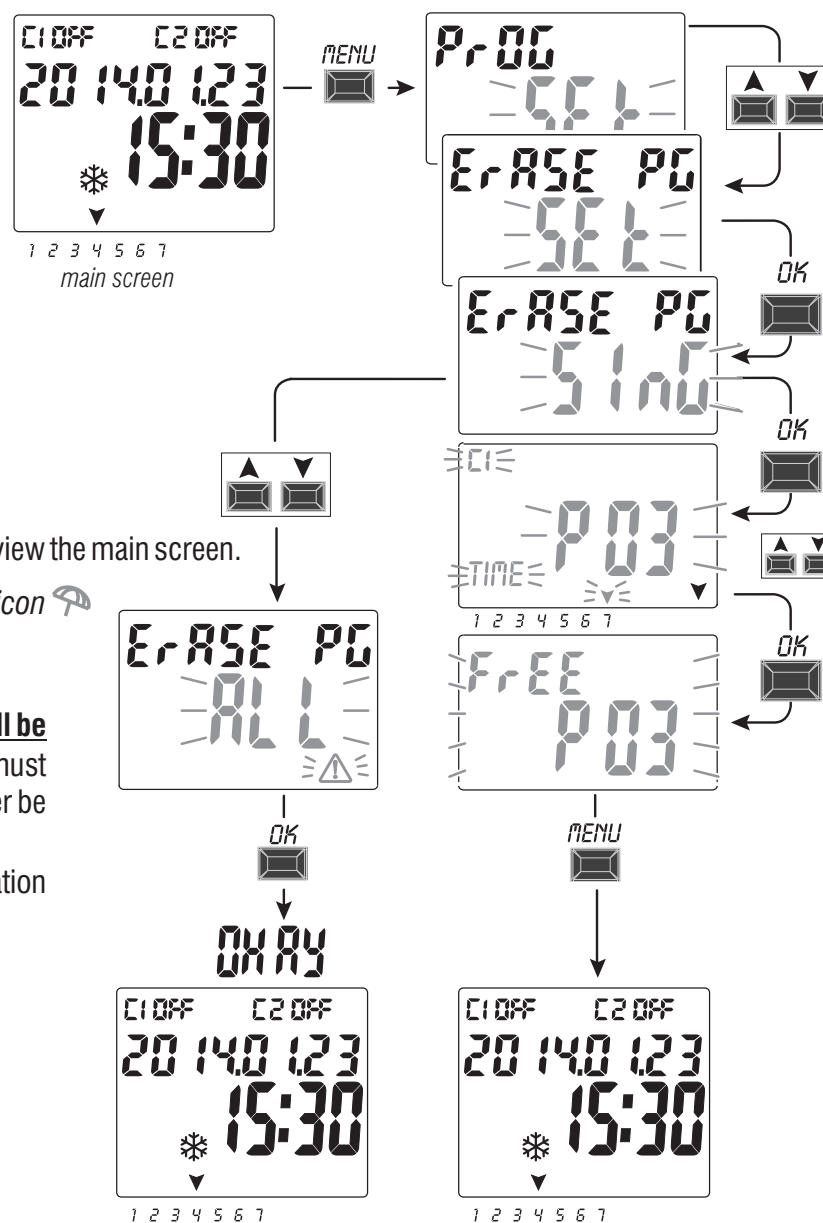 C1 OFF C2 OFF
2014.01.23
15:30
1 2 3 4 5 6 7
main screen
MENU
PrOG
SEt
ErASE PG
SEt
OK
ErASE PG
SInG
OK
C1
P03
TIME
1 2 3 4 5 6 7
OK
FrEE
P03
MENU
view the main screen.
icon
ll be
must
er be
ation
ErASE PG
ALL
OK
OKAY
C1 OFF C2 OFF
2014.01.23
15:30
1 2 3 4 5 6 7
C1 OFF C2 OFF
2014.01.23
15:30
1 2 3 4 5 6 7